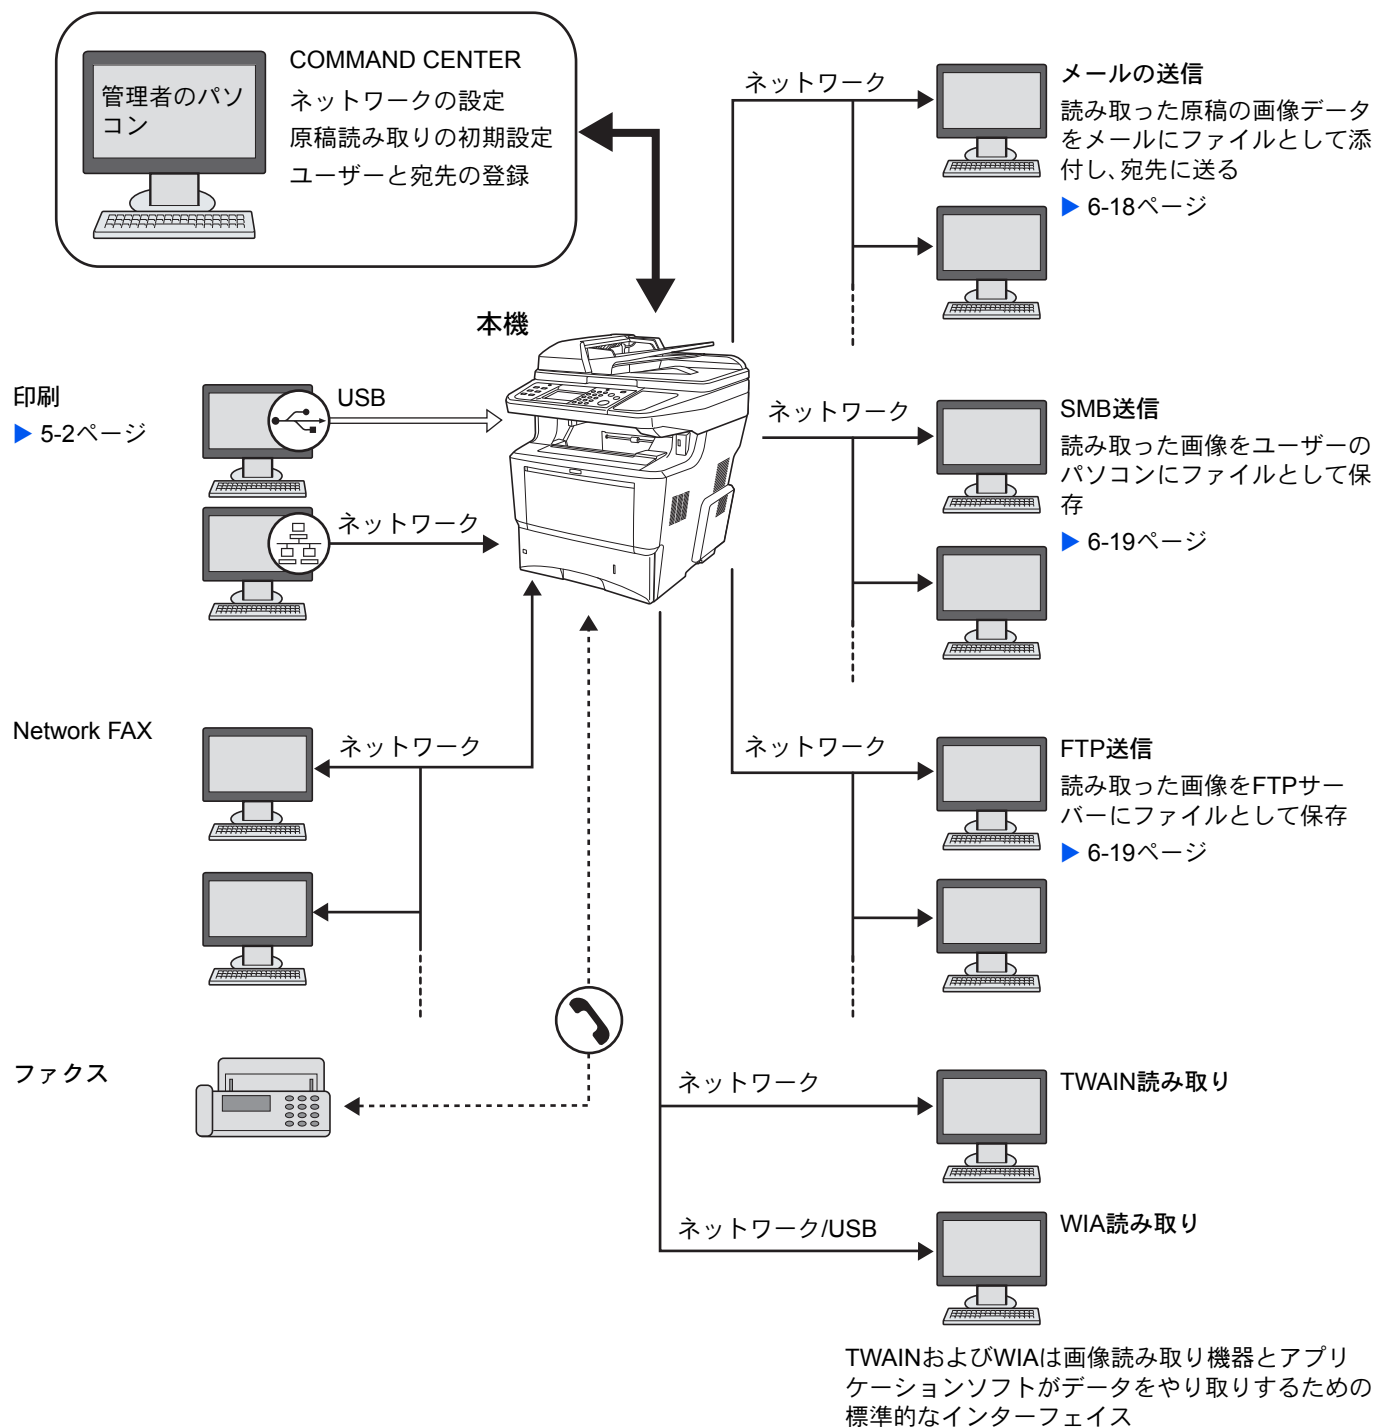 COMMAND CENTER
管理者のパソ
コン
ネットワークの設定
原稿読み取りの初期設定
ユーザーと宛先の登録
ネットワーク
メールの送信
読み取った原稿の画像データ
をメールにファイルとして添
付し、宛先に送る
▶ 6-18ページ
本機
印刷
▶ 5-2ページ
USB
ネットワーク
ネットワーク
SMB送信
読み取った画像をユーザーの
パソコンにファイルとして保
存
▶ 6-19ページ
Network FAX
ネットワーク
ネットワーク
FTP送信
読み取った画像をFTPサー
バーにファイルとして保存
▶ 6-19ページ
ファクス
ネットワーク
TWAIN読み取り
ネットワーク/USB
WIA読み取り
TWAINおよびWIAは画像読み取り機器とアプリ
ケーションソフトがデータをやり取りするための
標準的なインターフェイス